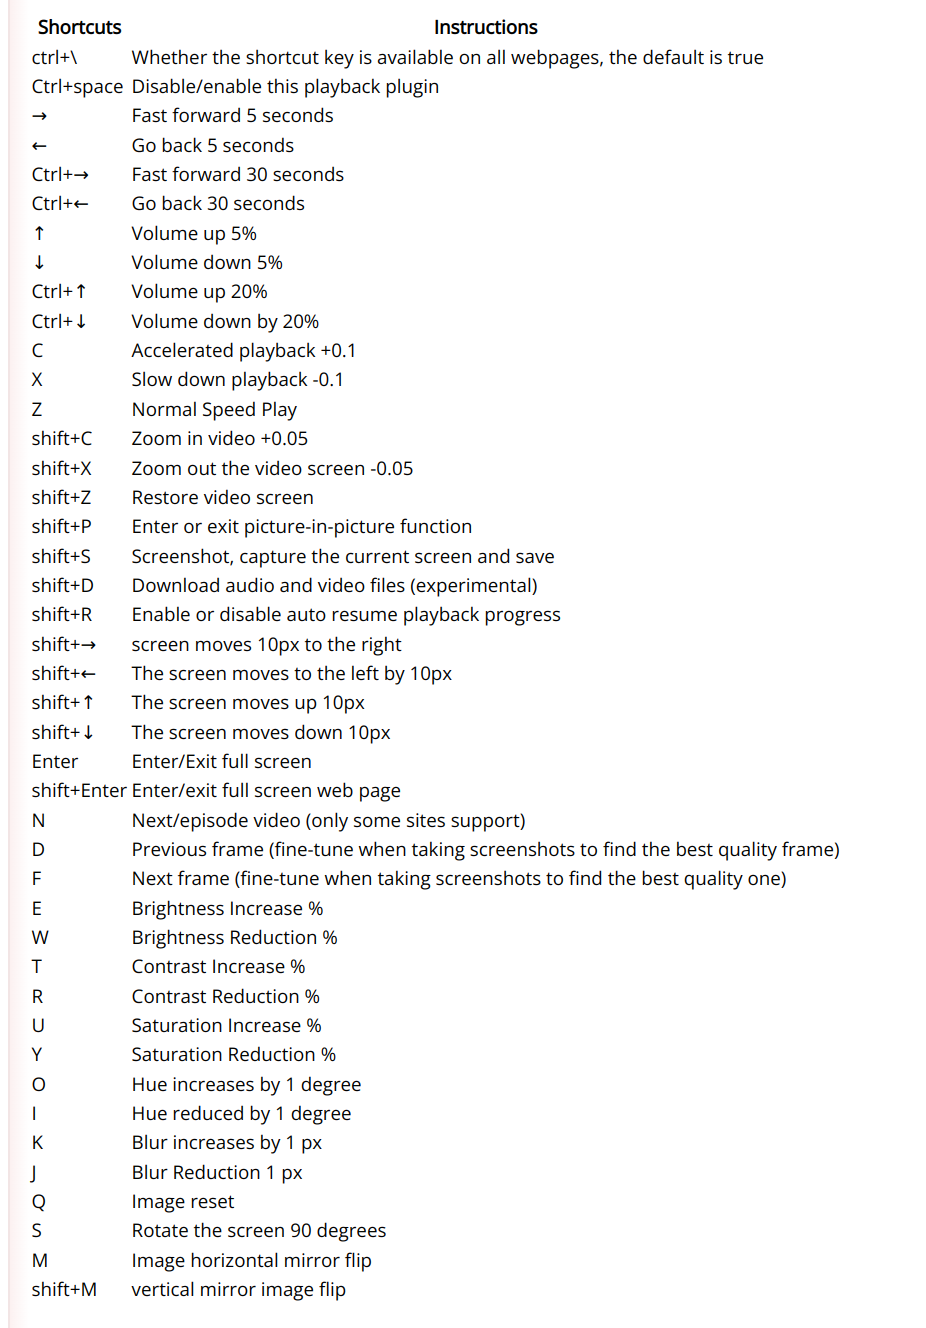 Shortcuts Instructions
ctrl+\ Whether the shortcut key is available on all webpages, the default is true
Ctrl+space Disable/enable this playback plugin
→ Fast forward 5 seconds
← Go back 5 seconds
Ctrl+→ Fast forward 30 seconds
Ctrl+← Go back 30 seconds
↑ Volume up 5%
↓ Volume down 5%
Ctrl+↑ Volume up 20%
Ctrl+↓ Volume down by 20%
C Accelerated playback +0.1
X Slow down playback -0.1
Z Normal Speed Play
shift+C Zoom in video +0.05
shift+X Zoom out the video screen -0.05
shift+Z Restore video screen
shift+P Enter or exit picture-in-picture function
shift+S Screenshot, capture the current screen and save
shift+D Download audio and video files (experimental)
shift+R Enable or disable auto resume playback progress
shift+→ screen moves 10px to the right
shift+← The screen moves to the left by 10px
shift+↑ The screen moves up 10px
shift+↓ The screen moves down 10px
Enter Enter/Exit full screen
shift+Enter Enter/exit full screen web page
N Next/episode video (only some sites support)
D Previous frame (fine-tune when taking screenshots to find the best quality frame)
F Next frame (fine-tune when taking screenshots to find the best quality one)
E Brightness Increase %
W Brightness Reduction %
T Contrast Increase %
R Contrast Reduction %
U Saturation Increase %
Y Saturation Reduction %
O Hue increases by 1 degree
I Hue reduced by 1 degree
K Blur increases by 1 px
J Blur Reduction 1 px
Q Image reset
S Rotate the screen 90 degrees
M Image horizontal mirror flip
shift+M vertical mirror image flip